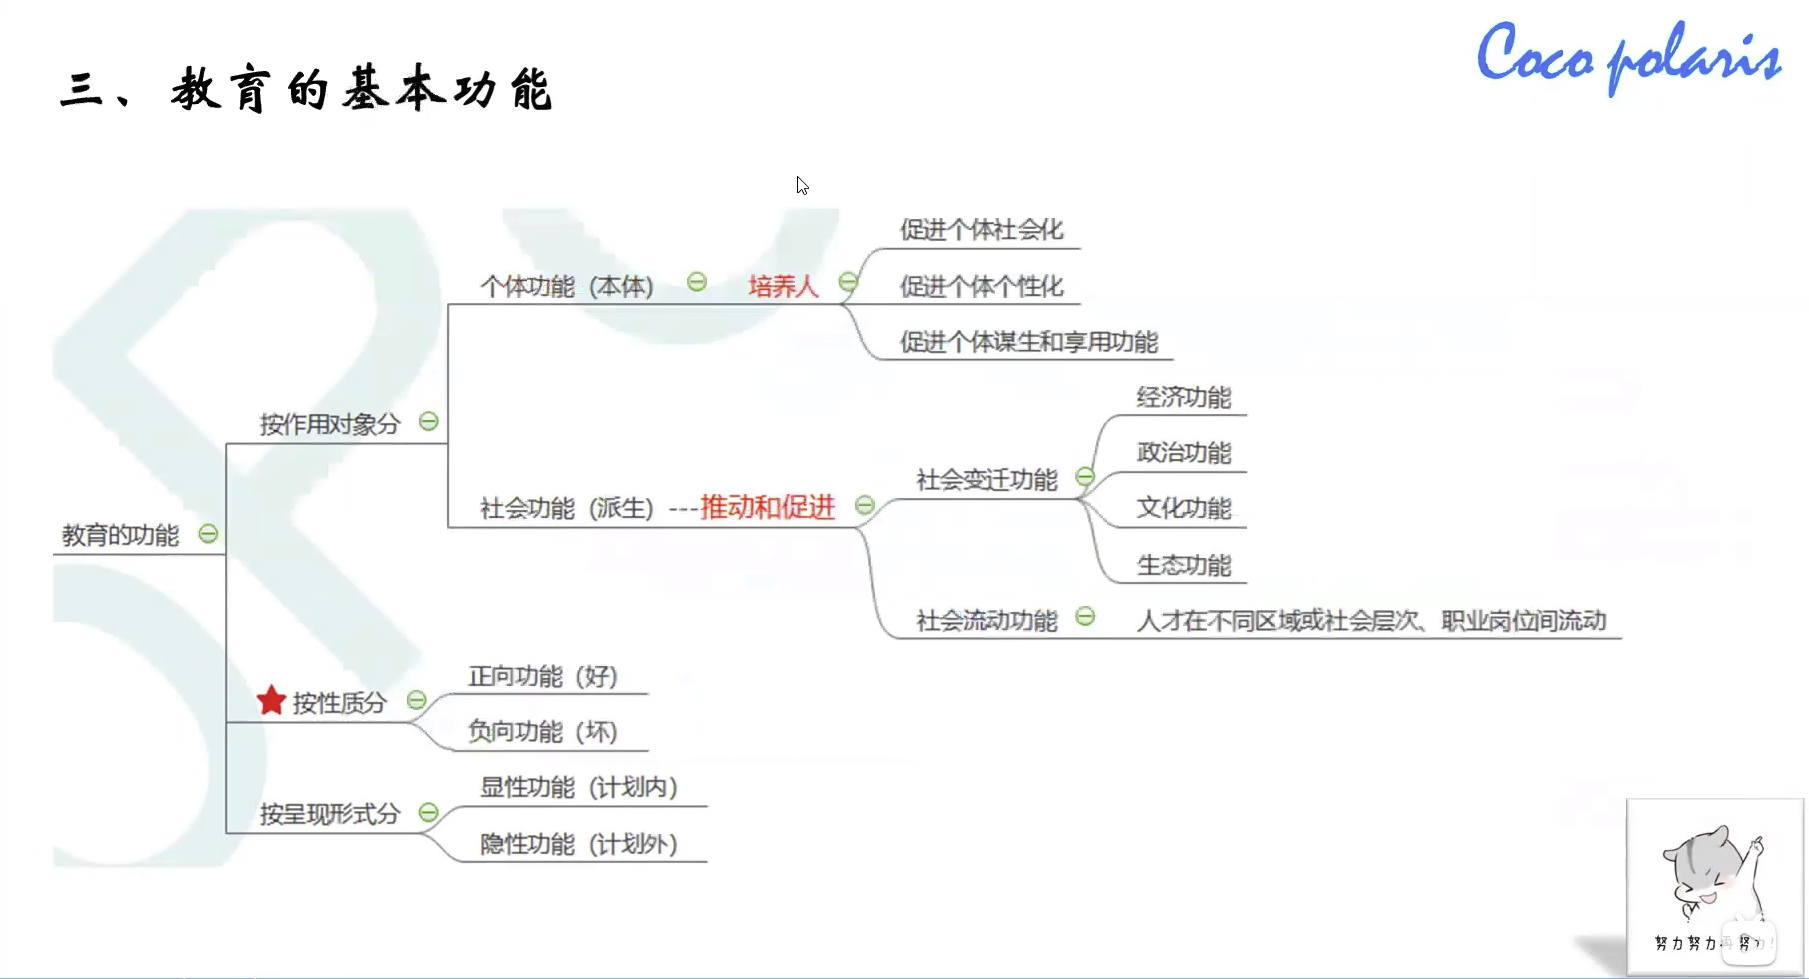 Coco polaris
三、教育的基本功能
教育的功能
按作用对象分
个体功能（本体）
培养人
促进个体社会化
促进个体个性化
促进个体谋生和享用功能
社会功能（派生）---推动和促进
社会变迁功能
经济功能
政治功能
文化功能
生态功能
社会流动功能
人才在不同区域或社会层次、职业岗位间流动
按性质分
正向功能（好）
负向功能（坏）
按呈现形式分
显性功能（计划内）
隐性功能（计划外）
努力努力再努力！